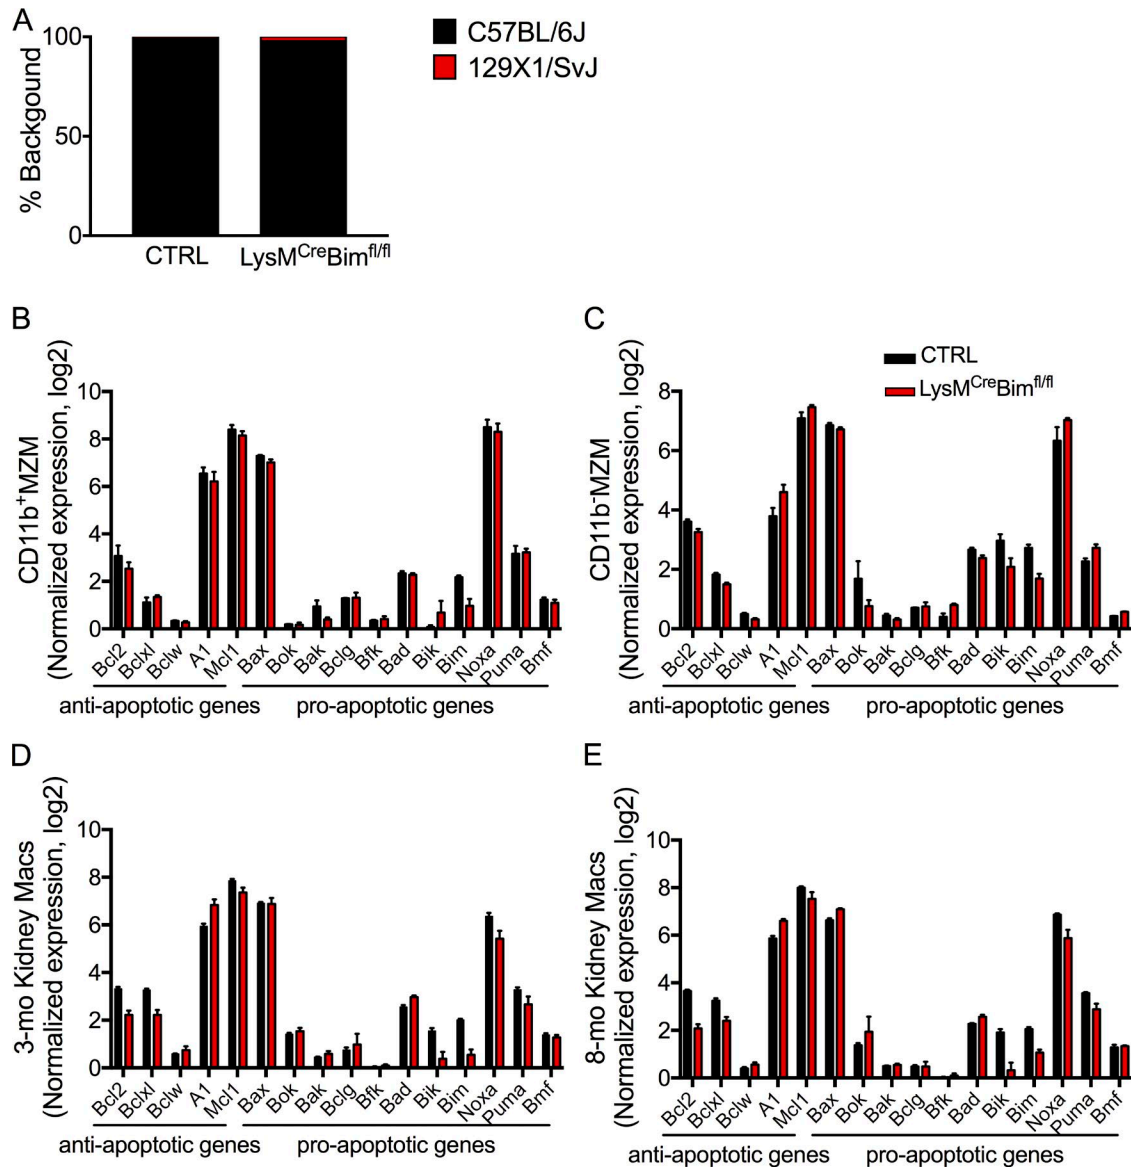 A
% Backgound
100
50
0
CTRL
LysM^CreBim^fl/fl
C57BL/6J
129X1/SvJ
B
CD11b^+MZM
(Normalized expression, log2)
10
8
6
4
2
0
Bcl2 Bclxl Bclw A1 Mcl1 Bax Bok Bak Bclg Bfk Bad Bik Bim Noxa Puma Bmf
anti-apoptotic genes pro-apoptotic genes
C
CD11b^-MZM
(Normalized expression, log2)
8
6
4
2
0
CTRL
LysM^CreBim^fl/fl
Bcl2 Bclxl Bclw A1 Mcl1 Bax Bok Bak Bclg Bfk Bad Bik Bim Noxa Puma Bmf
anti-apoptotic genes pro-apoptotic genes
D
3-mo Kidney Macs
(Normalized expression, log2)
10
8
6
4
2
0
Bcl2 Bclxl Bclw A1 Mcl1 Bax Bok Bak Bclg Bfk Bad Bik Bim Noxa Puma Bmf
anti-apoptotic genes pro-apoptotic genes
E
8-mo Kidney Macs
(Normalized expression, log2)
10
8
6
4
2
0
Bcl2 Bclxl Bclw A1 Mcl1 Bax Bok Bak Bclg Bfk Bad Bik Bim Noxa Puma Bmf
anti-apoptotic genes pro-apoptotic genes